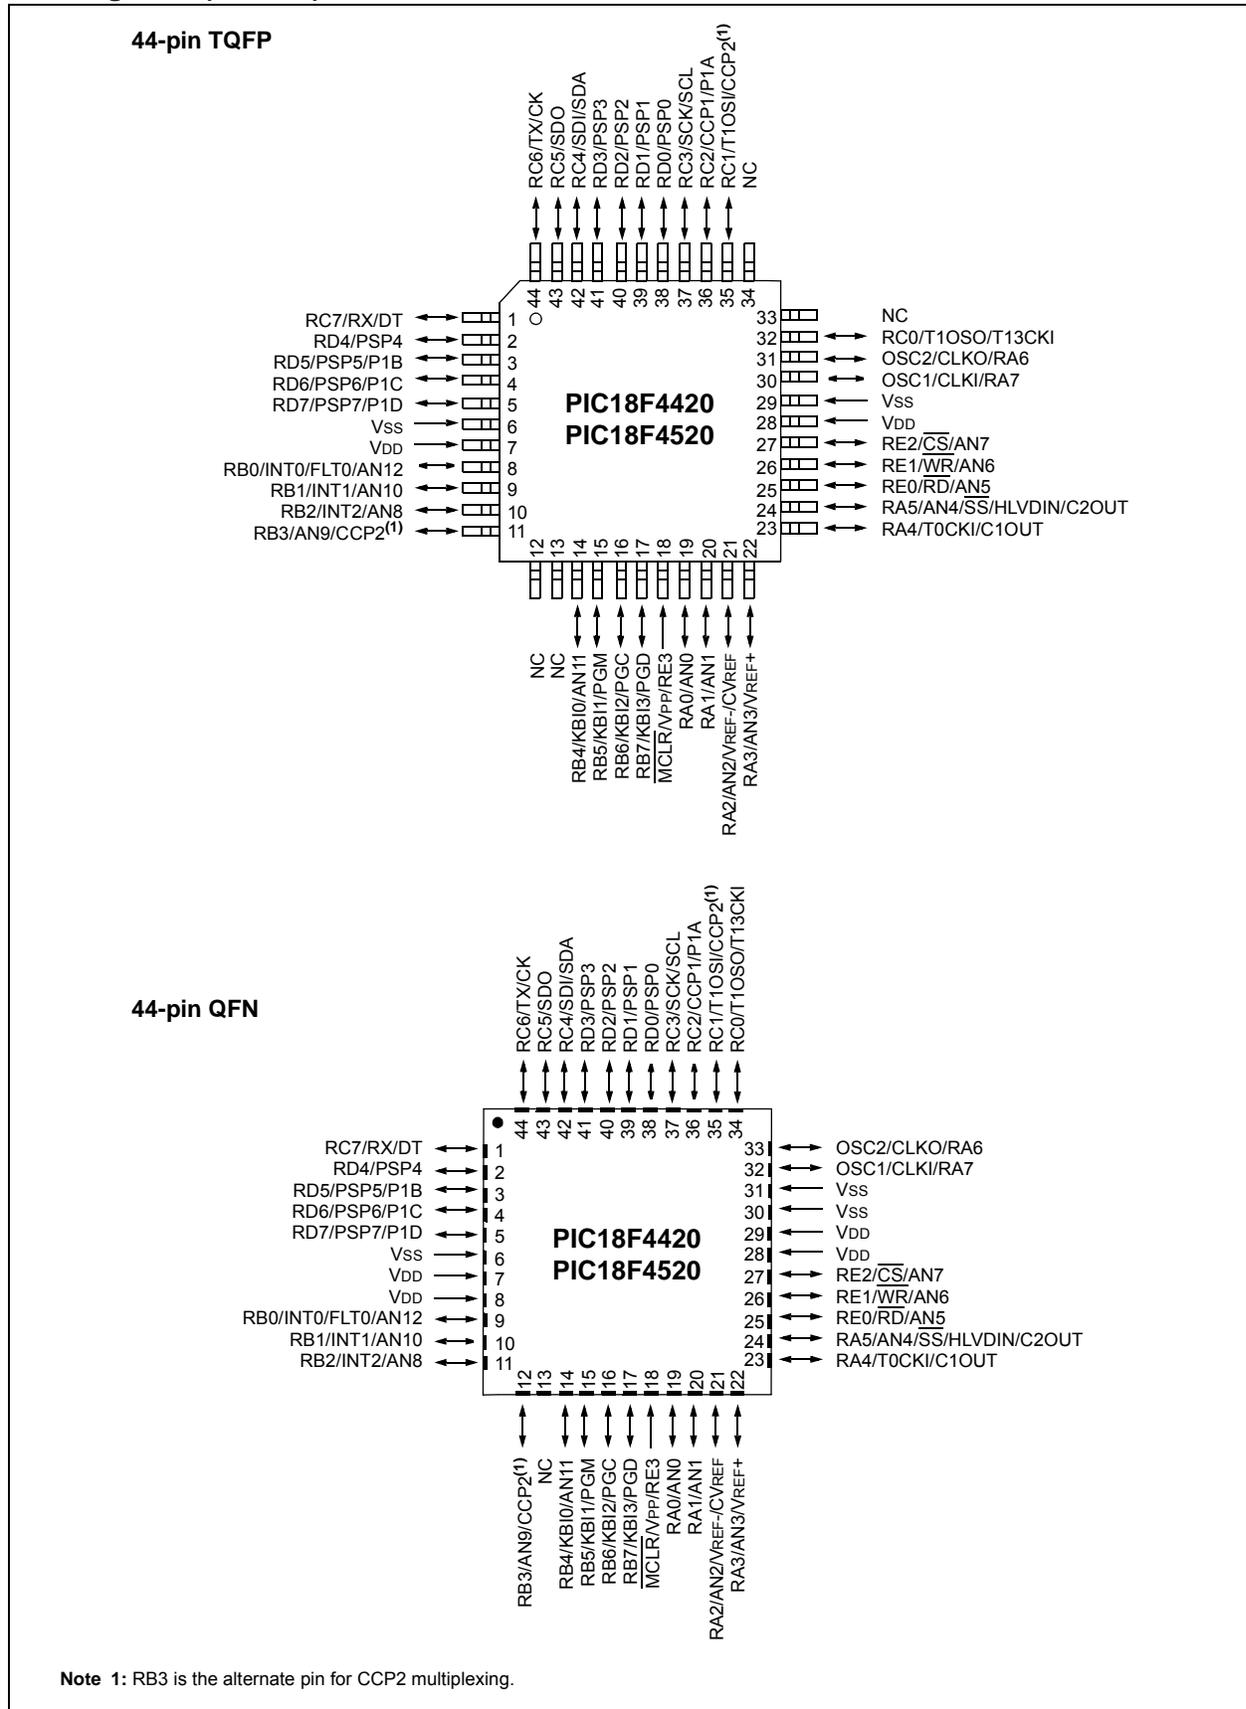 44-pin TQFP
RC6/TX/CK
RC5/SDO
RC4/SDI/SDA
RD3/PSP3
RD2/PSP2
RD1/PSP1
RD0/PSP0
RC3/SCK/SCL
RC2/CCP1/P1A
RC1/T1OSI/CCP2(1)
NC
44
43
42
41
40
39
38
37
36
35
34
RC7/RX/DT 1
RD4/PSP4 2
RD5/PSP5/P1B 3
RD6/PSP6/P1C 4
RD7/PSP7/P1D 5
VSS 6
VDD 7
RB0/INT0/FLT0/AN12 8
RB1/INT1/AN10 9
RB2/INT2/AN8 10
RB3/AN9/CCP2(1) 11
PIC18F4420
PIC18F4520
33 NC
32 RC0/T1OSO/T13CKI
31 OSC2/CLKO/RA6
30 OSC1/CLKI/RA7
29 VSS
28 VDD
27 RE2/CS/AN7
26 RE1/WR/AN6
25 RE0/RD/AN5
24 RA5/AN4/SS/HLVDIN/C2OUT
23 RA4/T0CKI/C1OUT
12
13
14
15
16
17
18
19
20
21
22
NC
NC
RB4/KBI0/AN11
RB5/KBI1/PGM
RB6/KBI2/PGC
RB7/KBI3/PGD
MCLR/VPP/RE3
RA0/AN0
RA1/AN1
RA2/AN2/VREF-/CVREF
RA3/AN3/VREF+
44-pin QFN
RC6/TX/CK
RC5/SDO
RC4/SDI/SDA
RD3/PSP3
RD2/PSP2
RD1/PSP1
RD0/PSP0
RC3/SCK/SCL
RC2/CCP1/P1A
RC1/T1OSI/CCP2(1)
RC0/T1OSO/T13CKI
44
43
42
41
40
39
38
37
36
35
34
RC7/RX/DT 1
RD4/PSP4 2
RD5/PSP5/P1B 3
RD6/PSP6/P1C 4
RD7/PSP7/P1D 5
VSS 6
VDD 7
VDD 8
RB0/INT0/FLT0/AN12 9
RB1/INT1/AN10 10
RB2/INT2/AN8 11
PIC18F4420
PIC18F4520
33 OSC2/CLKO/RA6
32 OSC1/CLKI/RA7
31 VSS
30 VSS
29 VDD
28 VDD
27 RE2/CS/AN7
26 RE1/WR/AN6
25 RE0/RD/AN5
24 RA5/AN4/SS/HLVDIN/C2OUT
23 RA4/T0CKI/C1OUT
12
13
14
15
16
17
18
19
20
21
22
RB3/AN9/CCP2(1)
NC
RB4/KBI0/AN11
RB5/KBI1/PGM
RB6/KBI2/PGC
RB7/KBI3/PGD
MCLR/VPP/RE3
RA0/AN0
RA1/AN1
RA2/AN2/VREF-/CVREF
RA3/AN3/VREF+
Note 1: RB3 is the alternate pin for CCP2 multiplexing.